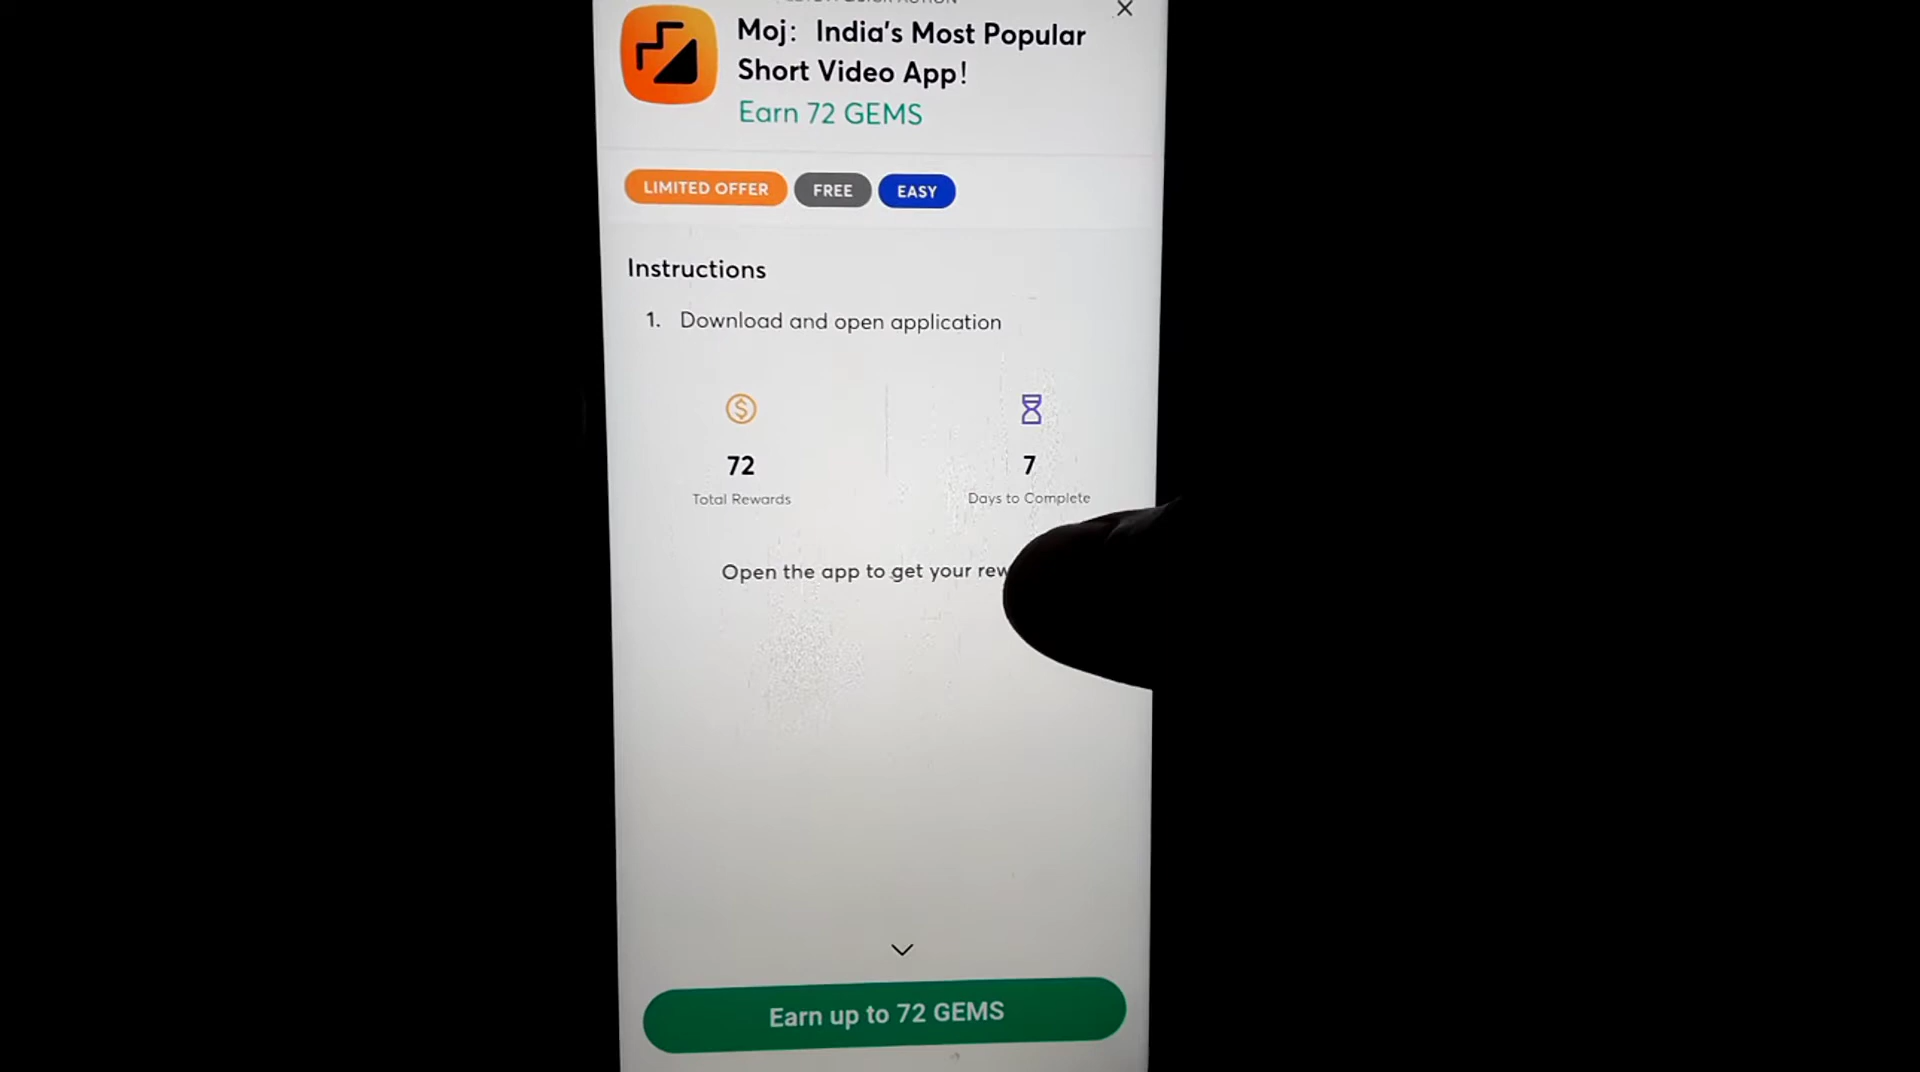 Moj: India's Most Popular
Short Video App!
Earn 72 GEMS
LIMITED OFFER FREE EASY
Instructions
1. Download and open application
72
Total Rewards
7
Days to Complete
Open the app to get your
Earn up to 72 GEMS